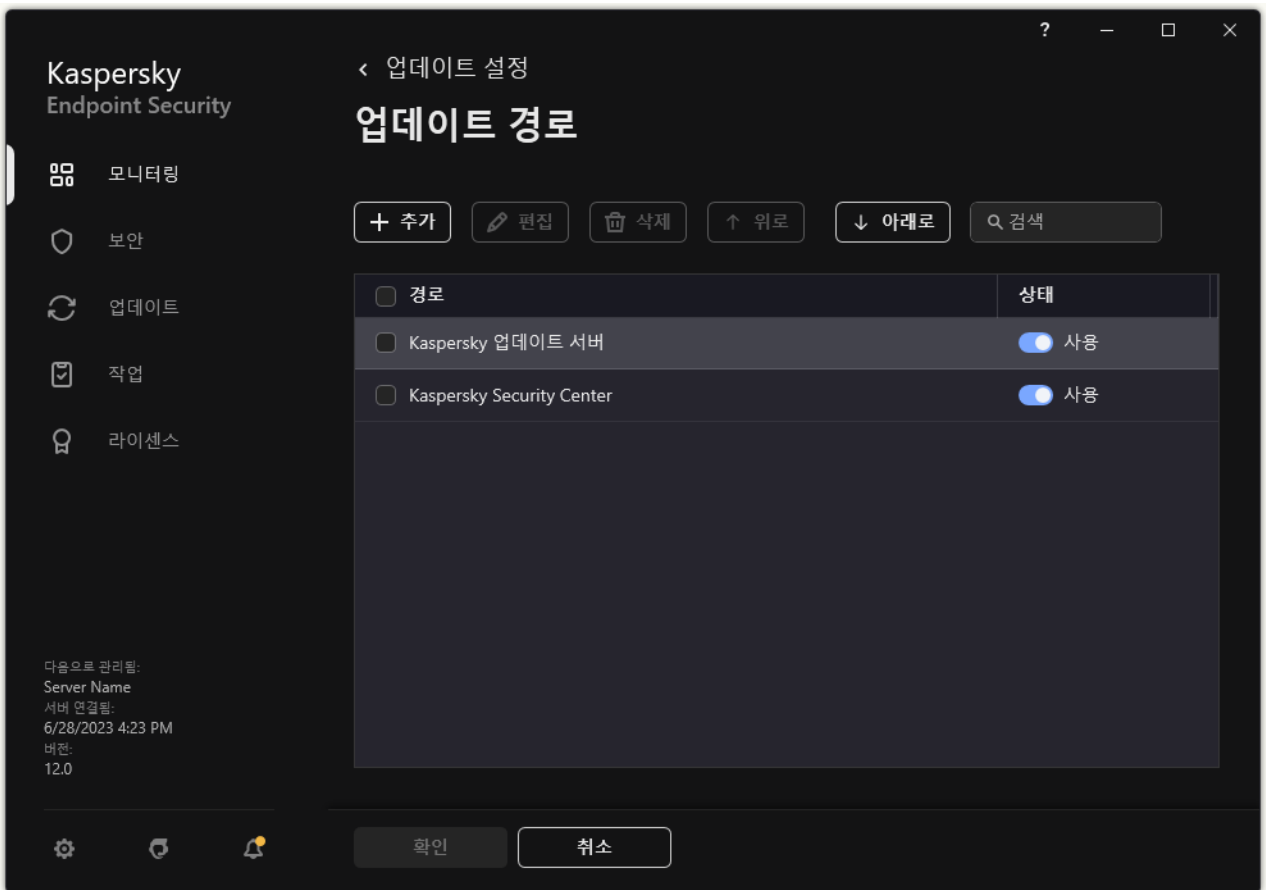 ?
Kaspersky
Endpoint Security
모니터링
보안
업데이트
작업
라이센스
다음으로 관리됨:
Server Name
서버 연결됨:
6/28/2023 4:23 PM
버전:
12.0
업데이트 설정
업데이트 경로
추가 편집 삭제 위로 아래로 검색
경로 상태
Kaspersky 업데이트 서버 사용
Kaspersky Security Center 사용
확인 취소